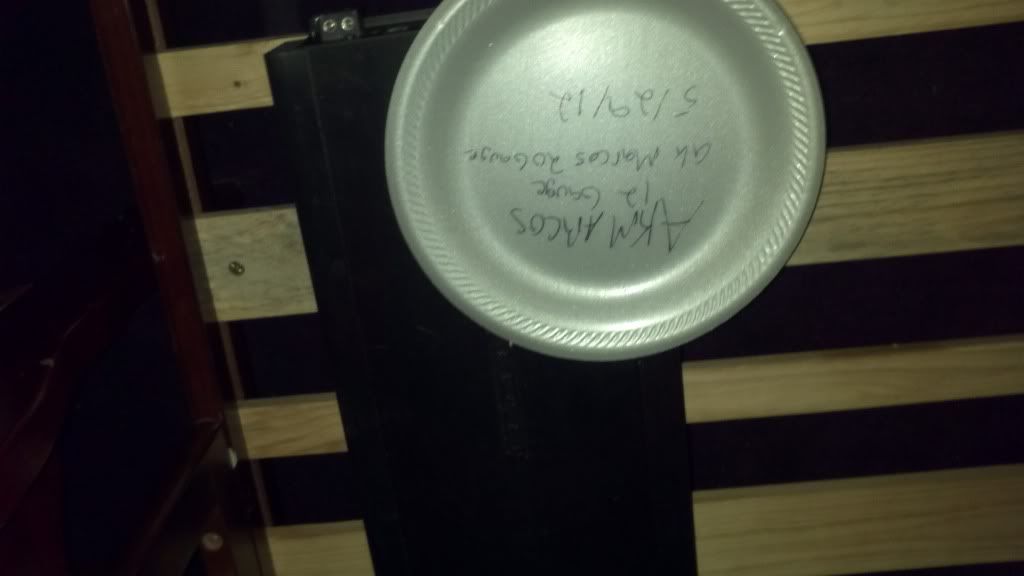 AKMARCOS
12 Gauge
ak Marcos 20 Gauge
5/29/12